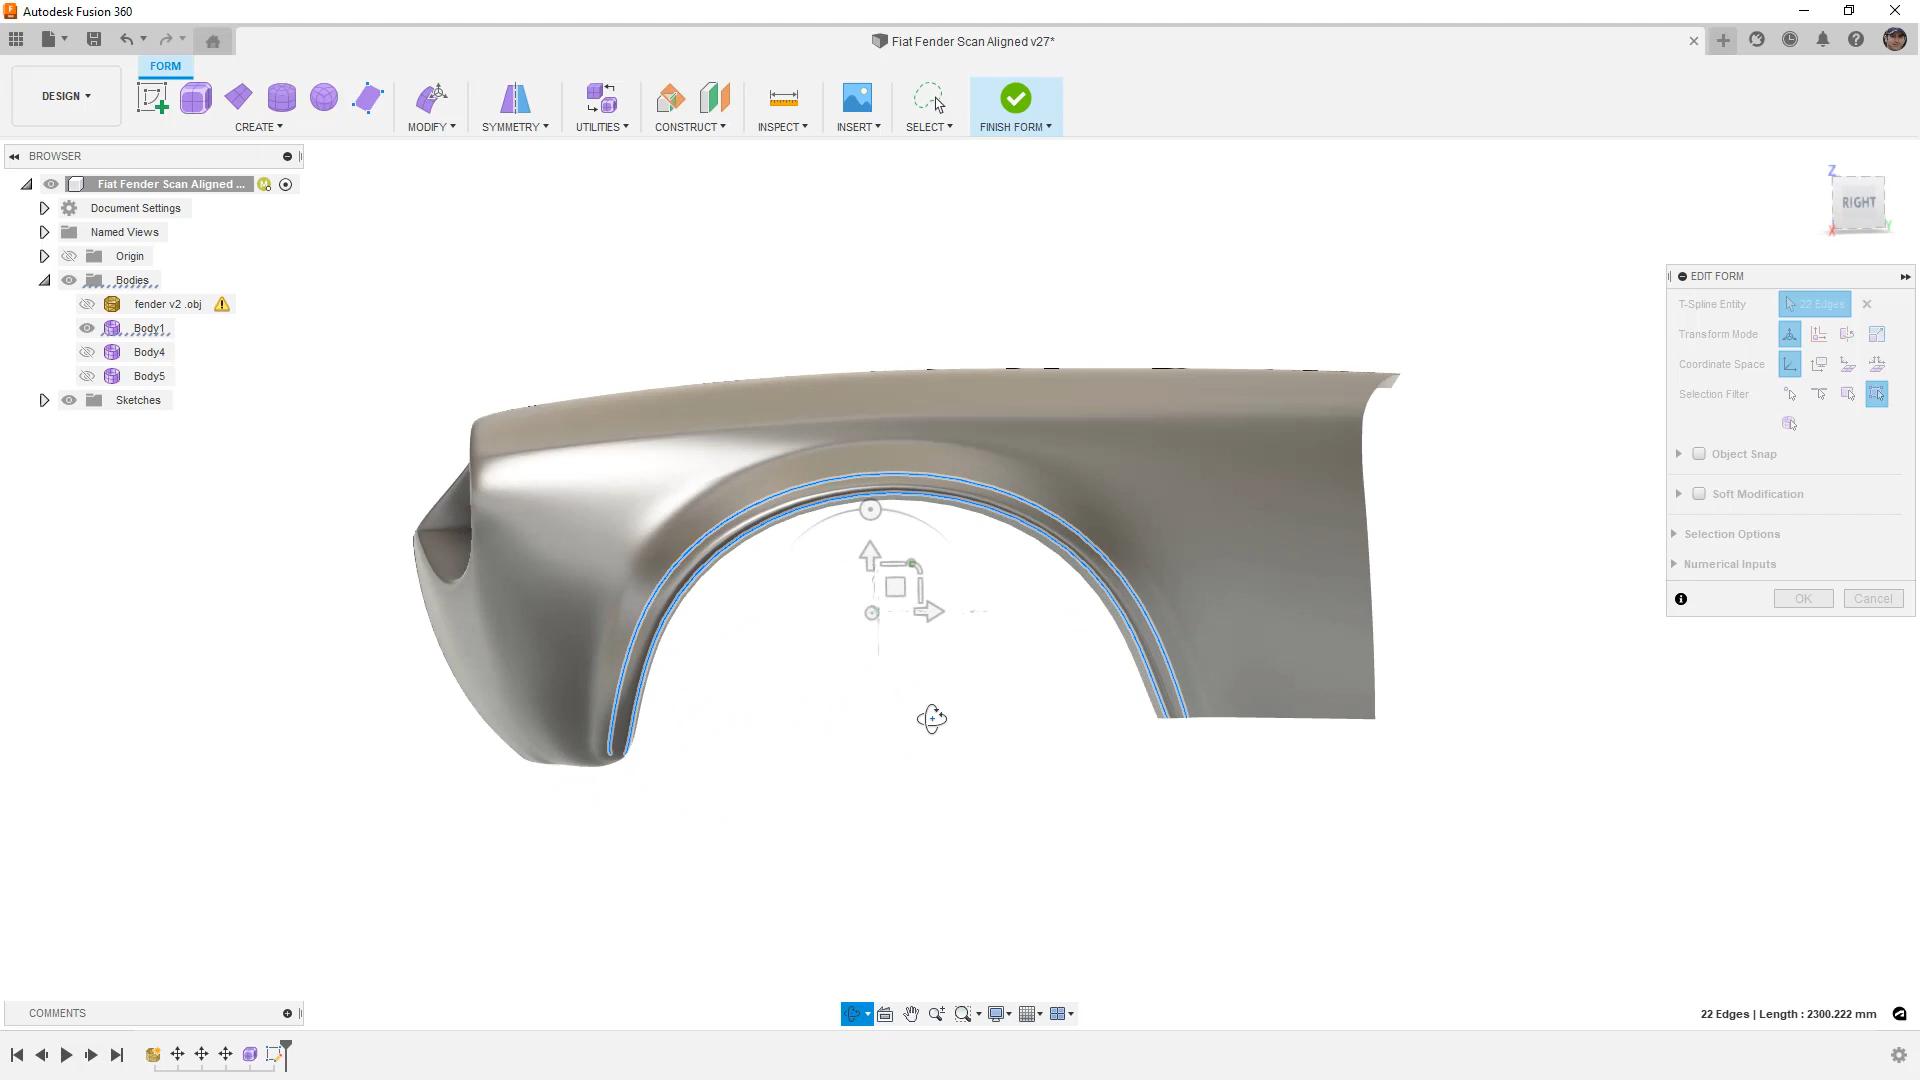 Autodesk Fusion 360
Fiat Fender Scan Aligned v27*
FORM
DESIGN
CREATE
MODIFY
SYMMETRY
UTILITIES
CONSTRUCT
INSPECT
INSERT
SELECT
FINISH FORM
BROWSER
Fiat Fender Scan Aligned ...
Document Settings
Named Views
Origin
Bodies
fender v2 .obj
Body1
Body4
Body5
Sketches
Z
RIGHT
X
Y
EDIT FORM
T-Spline Entity
22 Edges
Transform Mode
Coordinate Space
Selection Filter
Object Snap
Soft Modification
Selection Options
Numerical Inputs
OK
Cancel
COMMENTS
22 Edges | Length : 2300.222 mm